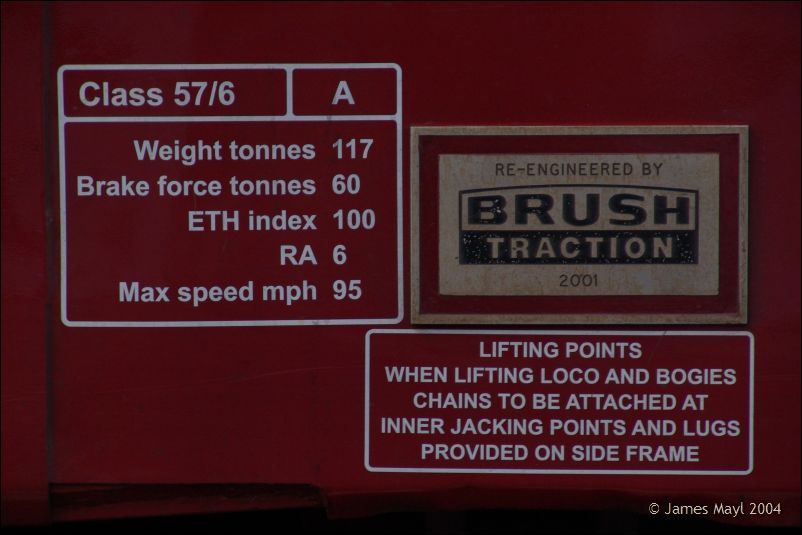 Class 57/6 A
Weight tonnes 117
Brake force tonnes 60
ETH index 100
RA 6
Max speed mph 95
RE-ENGINEERED BY
BRUSH
TRACTION
2001
LIFTING POINTS
WHEN LIFTING LOCO AND BOGIES
CHAINS TO BE ATTACHED AT
INNER JACKING POINTS AND LUGS
PROVIDED ON SIDE FRAME
© James Mayl 2004